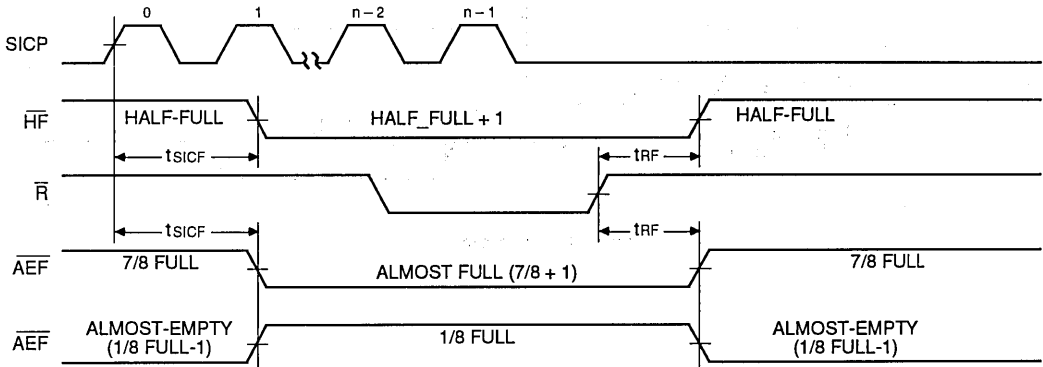 0 1 n-2 n-1
SICP
HF HALF-FULL HALF_FULL + 1 HALF-FULL
tSICF tRF
R
tSICF tRF
AEF 7/8 FULL ALMOST FULL (7/8 + 1) 7/8 FULL
AEF ALMOST-EMPTY 1/8 FULL ALMOST-EMPTY
(1/8 FULL-1) (1/8 FULL-1)